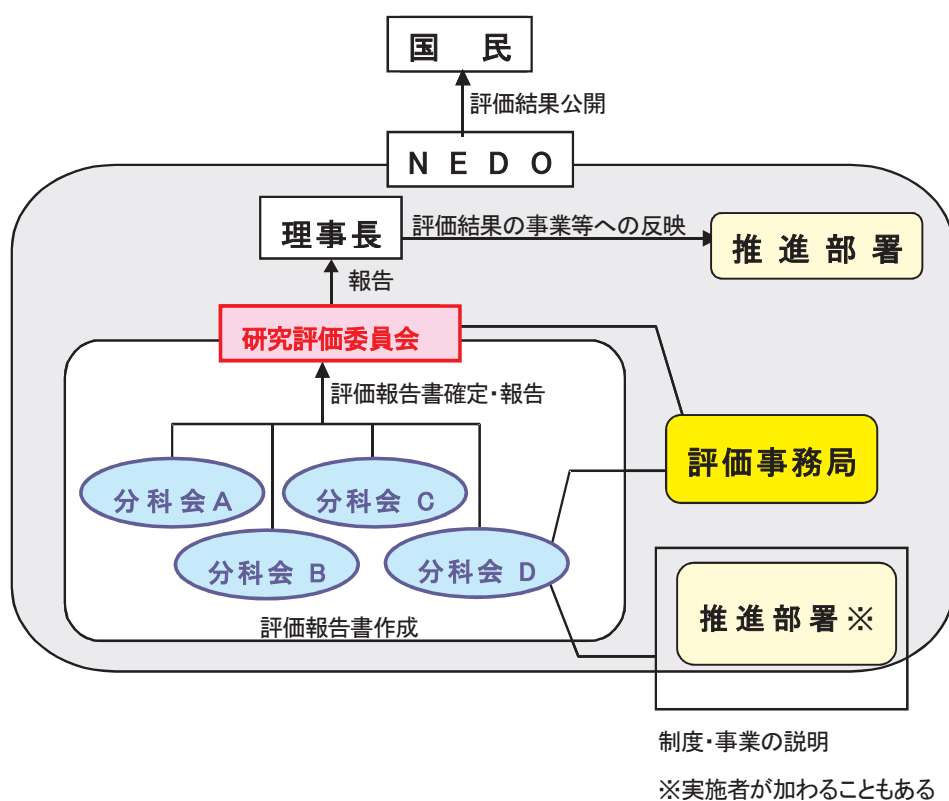 国　民
評価結果公開
N E D O
理事長
評価結果の事業等への反映
推進部署
報告
研究評価委員会
評価報告書確定・報告
評価事務局
分科会A
分科会 C
分科会 B
分科会 D
推進部署※
評価報告書作成
制度・事業の説明
※実施者が加わることもある